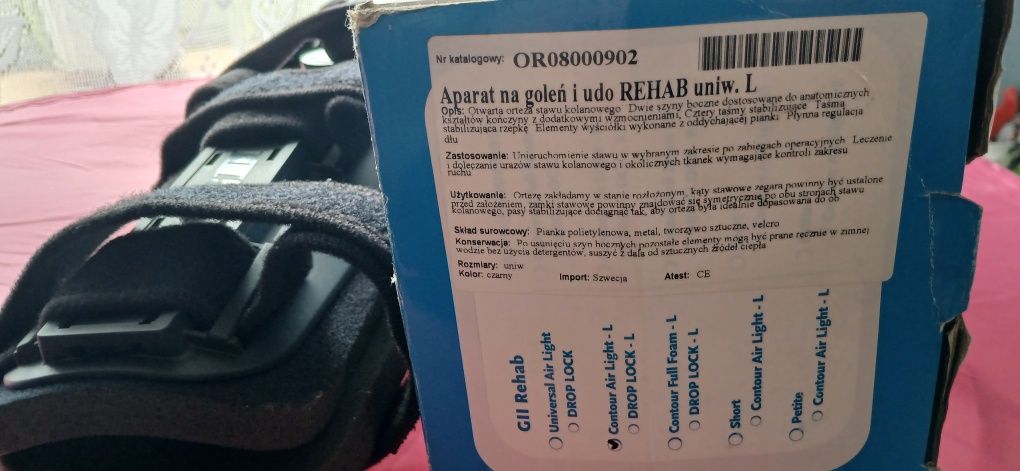 Nr katalogowy: OR08000902
Aparat na goleń i udo REHAB uniw. L
Opis: Otwarta orteza stawu kolanowego. Dwie szyny boczne dostosowane do anatomicznych
kształtów kończyny z dodatkowymi wzmocnieniami, Cztery taśmy stabilizujące. Taśma
stabilizująca rzepkę. Elementy wyściółki wykonane z oddychającej pianki. Płynna regulacja
dłu
Zastosowanie: Unieruchomienie stawu w wybranym zakresie po zabiegach operacyjnych. Leczenie
i doleczanie urazów stawu kolanowego i okolicznych tkanek wymagające kontroli zakresu
ruchu
Użytkowanie: Ortezę zakładamy w stanie rozłożonym, kąty stawowe zegara powinny być ustalone
przed założeniem, zamki stawowe powinny znajdować się symetrycznie po obu stronach stawu
kolanowego, pasy stabilizujące dociągnąć tak, aby orteza była idealnie dopasowana do ob
Skład surowcowy: Pianka polietylenowa, metal, tworzywo sztuczne, velcro
Konserwacja: Po usunięciu szyn bocznych pozostałe elementy mogą być prane ręcznie w zimnej
wodzie bez użycia detergentów, suszyć z dala od sztucznych źródeł ciepła
Rozmiary: uniw
Kolor: czarny Import: Szwecja Atest: CE
GII Rehab
Universal Air Light
DROP LOCK
Contour Air Light - L
DROP LOCK - L
Contour Full Foam - L
DROP LOCK - L
Short
Contour Air Light - L
Petite
Contour Air Light - L